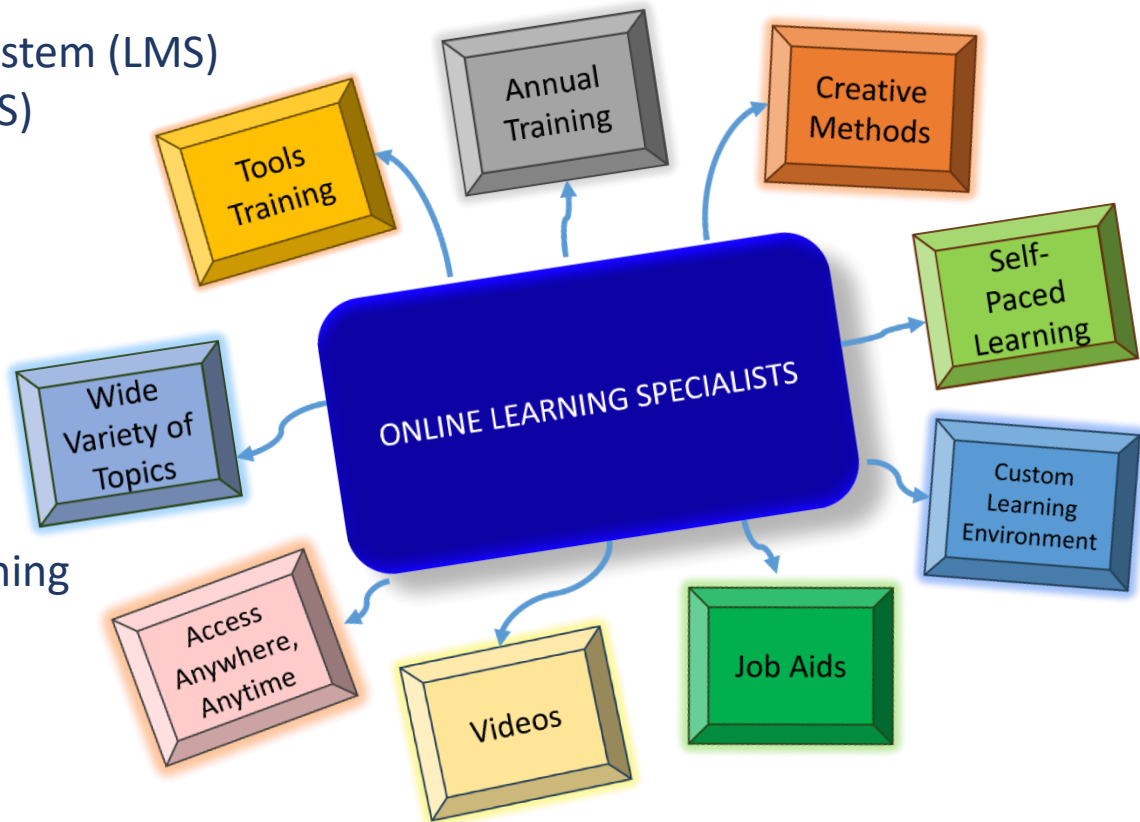 stem (LMS)
S)
ning
Tools
Training
Annual
Training
Creative
Methods
Self-
Paced
Learning
Custom
Learning
Environment
Job Aids
Videos
Access
Anywhere,
Anytime
Wide
Variety of
Topics
ONLINE LEARNING SPECIALISTS